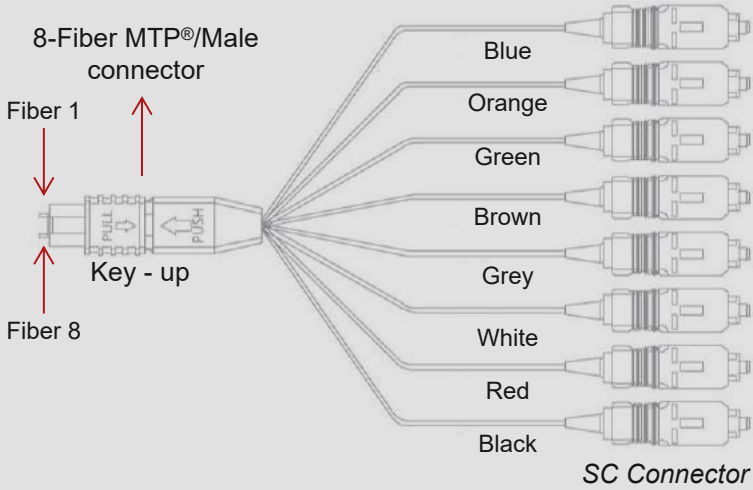 8-Fiber MTP®/Male
connector
Fiber 1
PULL
PUSH
Key - up
Fiber 8
Blue
Orange
Green
Brown
Grey
White
Red
Black
SC Connector